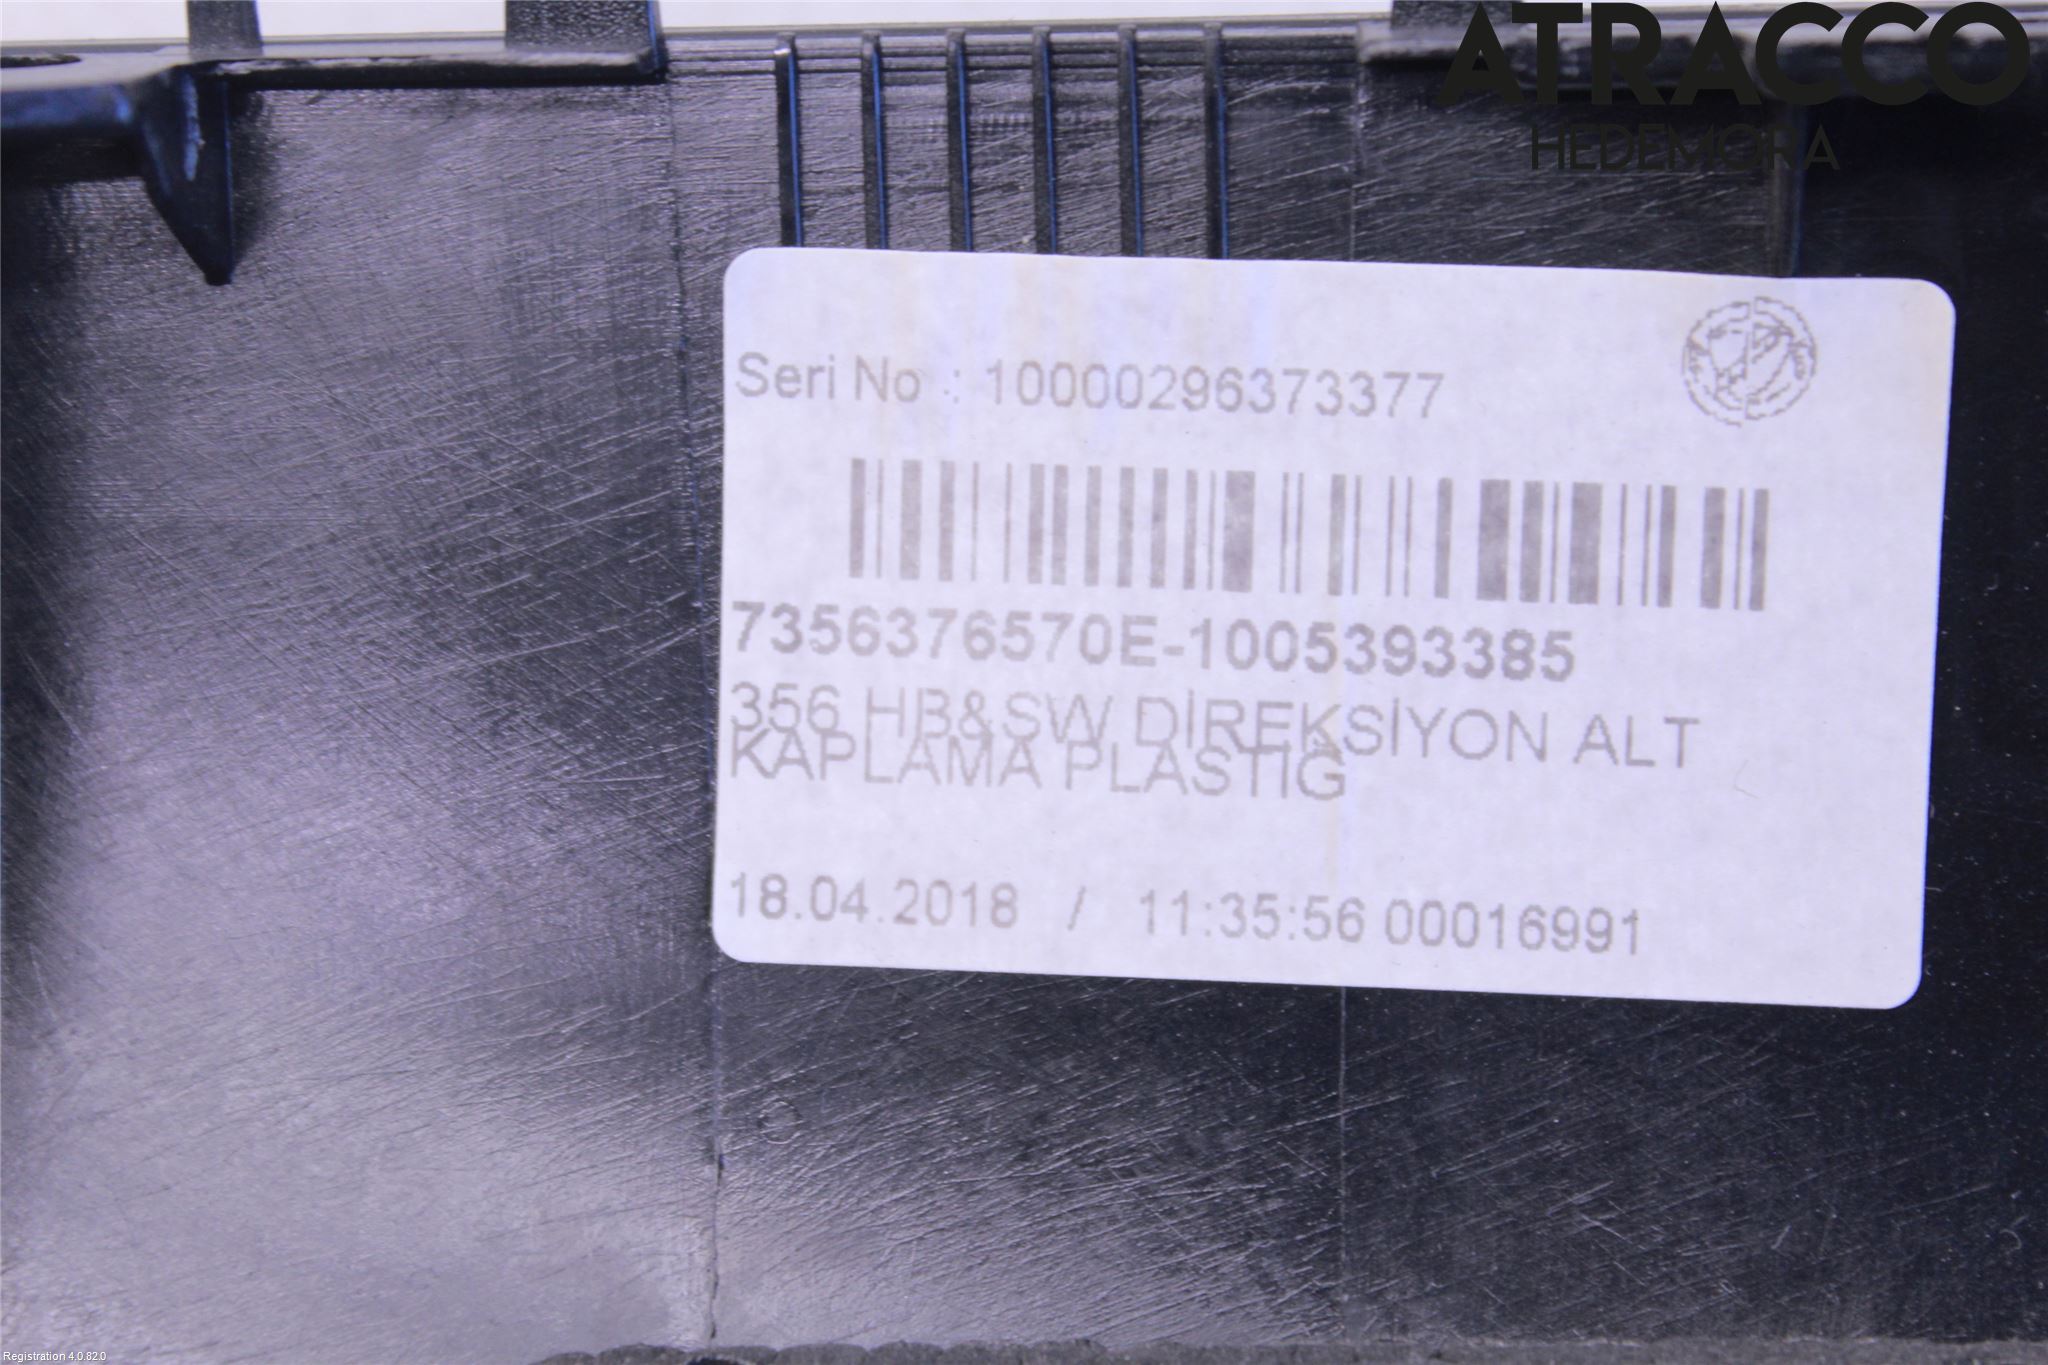 ATRACCO
HEDEMORA
Seri No : 10000296373377
7356376570E-1005393385
356 HB&SW DİREKSİYON ALT
KAPLAMA PLASTIĞ
18.04.2018 / 11:35:56 00016991
Registration 4.0.82.0